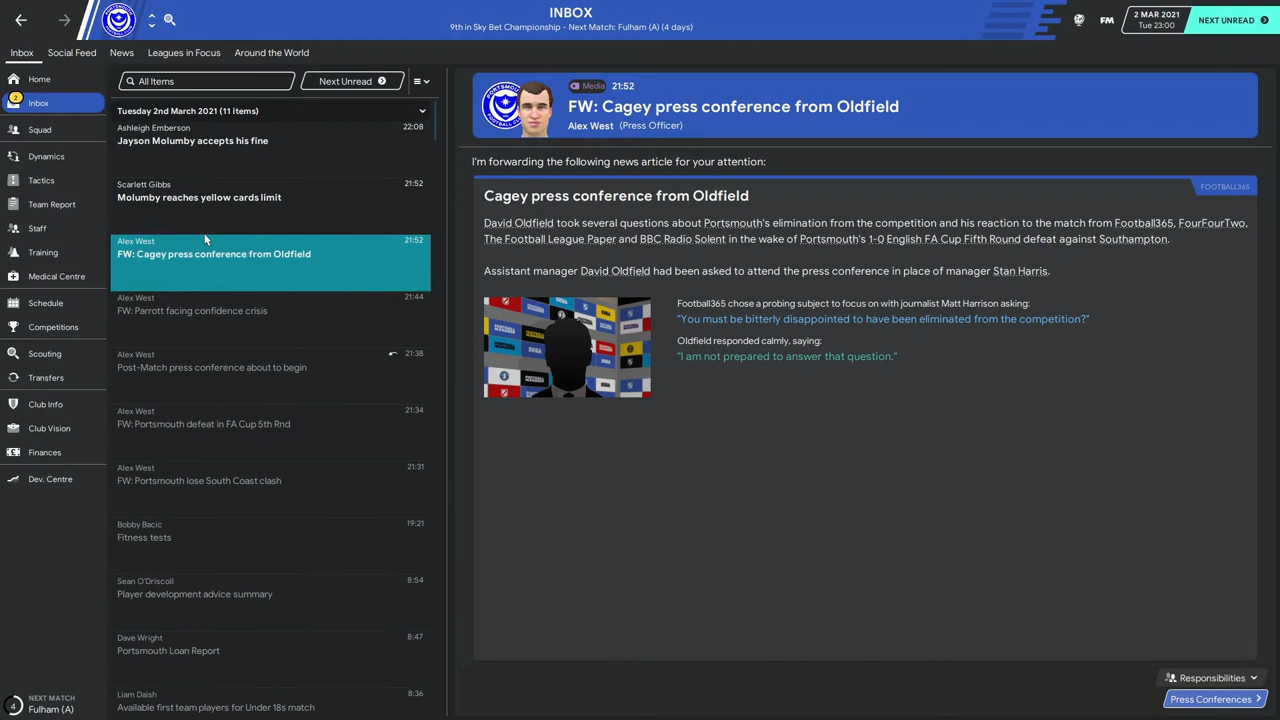 INBOX
9th in Sky Bet Championship - Next Match: Fulham (A) (4 days)
FM
2 MAR 2021
Tue 23:00
NEXT UNREAD
Inbox
Social Feed
News
Leagues in Focus
Around the World
Home
2
Inbox
Squad
Dynamics
Tactics
Team Report
Staff
Training
Medical Centre
Schedule
Competitions
Scouting
Transfers
Club Info
Club Vision
Finances
Dev. Centre
4
NEXT MATCH
Fulham (A)
All Items
Next Unread
Tuesday 2nd March 2021 (11 items)
Ashleigh Emberson 22:08
Jayson Molumby accepts his fine
Scarlett Gibbs 21:52
Molumby reaches yellow cards limit
Alex West 21:52
FW: Cagey press conference from Oldfield
Alex West 21:44
FW: Parrott facing confidence crisis
Alex West 21:38
Post-Match press conference about to begin
Alex West 21:34
FW: Portsmouth defeat in FA Cup 5th Rnd
Alex West 21:31
FW: Portsmouth lose South Coast clash
Bobby Bacic 19:21
Fitness tests
Sean O'Driscoll 8:54
Player development advice summary
Dave Wright 8:47
Portsmouth Loan Report
Liam Daish 8:36
Available first team players for Under 18s match
Media 21:52
FW: Cagey press conference from Oldfield
Alex West (Press Officer)
I'm forwarding the following news article for your attention:
FOOTBALL365
Cagey press conference from Oldfield
David Oldfield took several questions about Portsmouth's elimination from the competition and his reaction to the match from Football365, FourFourTwo,
The Football League Paper and BBC Radio Solent in the wake of Portsmouth's 1-0 English FA Cup Fifth Round defeat against Southampton.
Assistant manager David Oldfield had been asked to attend the press conference in place of manager Stan Harris.
Football365 chose a probing subject to focus on with journalist Matt Harrison asking:
"You must be bitterly disappointed to have been eliminated from the competition?"
Oldfield responded calmly, saying:
"I am not prepared to answer that question."
Responsibilities
Press Conferences